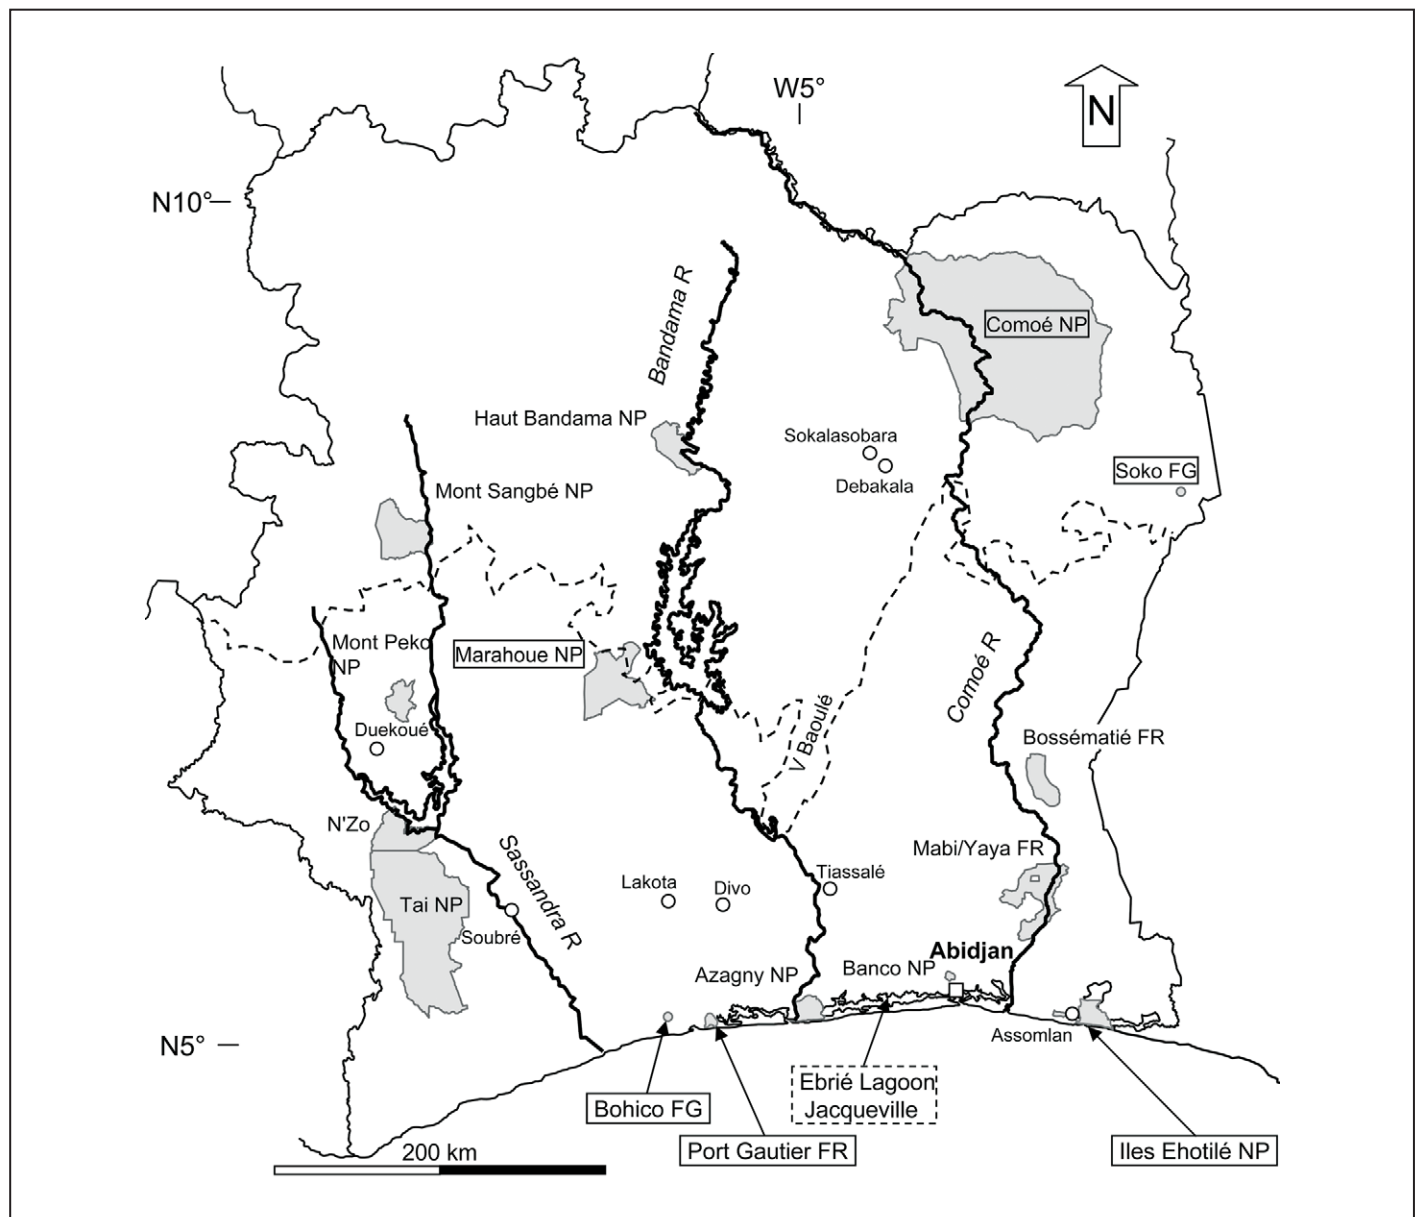 W5°
N
N10°
Bandama R
Comoé NP
Haut Bandama NP
Sokalasobara
Debakala
Soko FG
Mont Sangbé NP
Mont Peko
NP
Marahoue NP
Comoé R
V Baoulé
Duekoué
Bossématié FR
N'Zo
Mabi/Yaya FR
Sassandra R
Lakota
Divo
Tiassalé
Tai NP
Soubré
Abidjan
Azagny NP
Banco NP
Assomlan
N5°
Ebrié Lagoon
Jacqueville
Bohico FG
Port Gautier FR
Iles Ehotilé NP
200 km